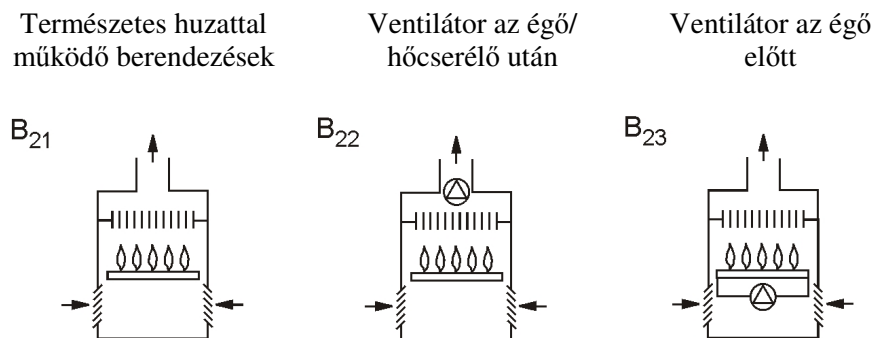 Természetes huzattal
működő berendezések
Ventilátor az égő/
hőcserélő után
Ventilátor az égő
előtt
B21
B22
B23